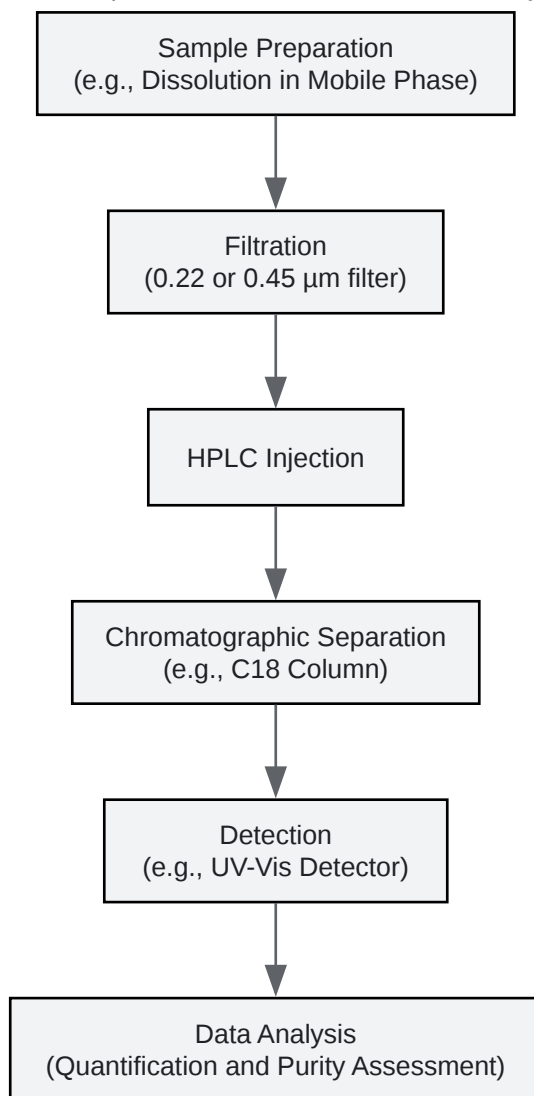 Sample Preparation
(e.g., Dissolution in Mobile Phase)
Filtration
(0.22 or 0.45 µm filter)
HPLC Injection
Chromatographic Separation
(e.g., C18 Column)
Detection
(e.g., UV-Vis Detector)
Data Analysis
(Quantification and Purity Assessment)